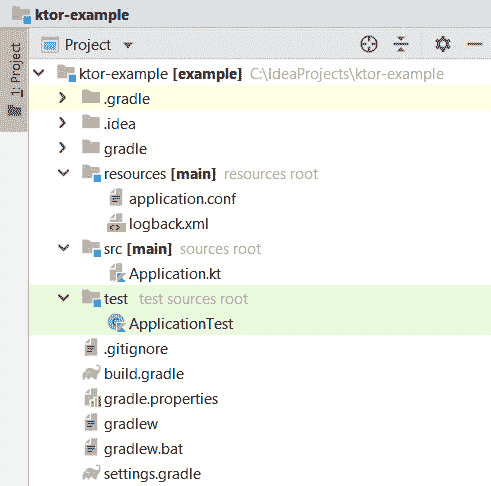 ktor-example
1: Project
Project
ktor-example [example] C:\IdeaProjects\ktor-example
.gradle
.idea
gradle
resources [main] resources root
application.conf
logback.xml
src [main] sources root
Application.kt
test test sources root
ApplicationTest
.gitignore
build.gradle
gradle.properties
gradlew
gradlew.bat
settings.gradle